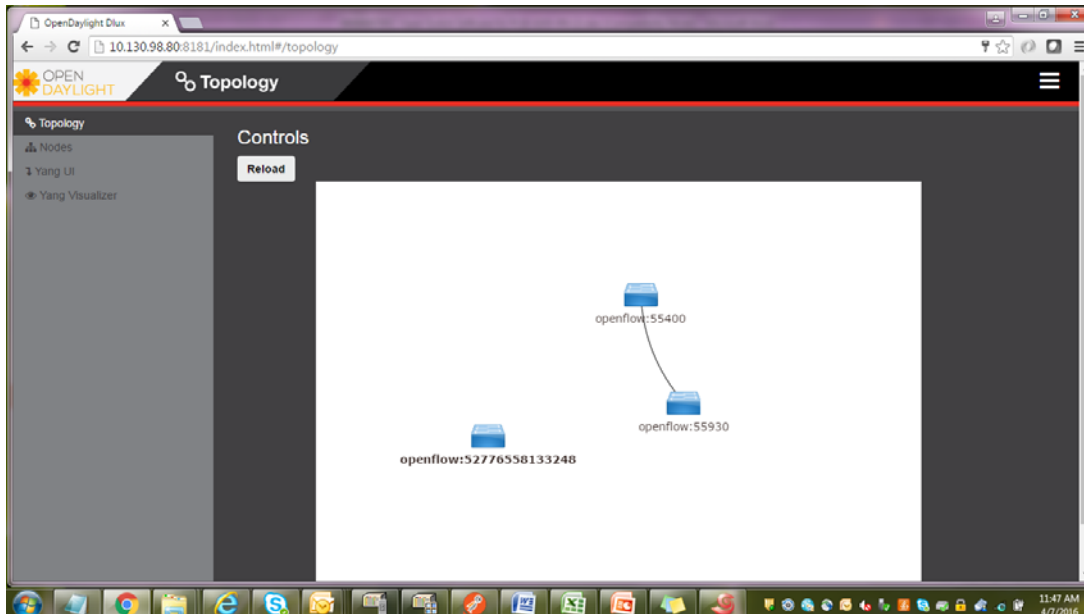 OpenDaylight Dlux
10.130.98.80:8181/index.html#/topology
OPEN
DAYLIGHT
Topology
Topology
Nodes
Yang UI
Yang Visualizer
Controls
Reload
openflow:55400
openflow:55930
openflow:52776558133248
11:47 AM